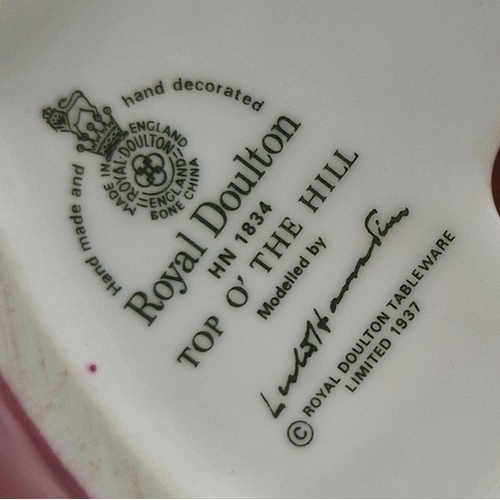 Hand made and hand decorated
MADE IN ENGLAND
ROYAL·DOULTON
ENGLAND
BONE CHINA
Royal Doulton
HN 1834
TOP O' THE HILL
Modelled by
© ROYAL DOULTON TABLEWARE
LIMITED 1937